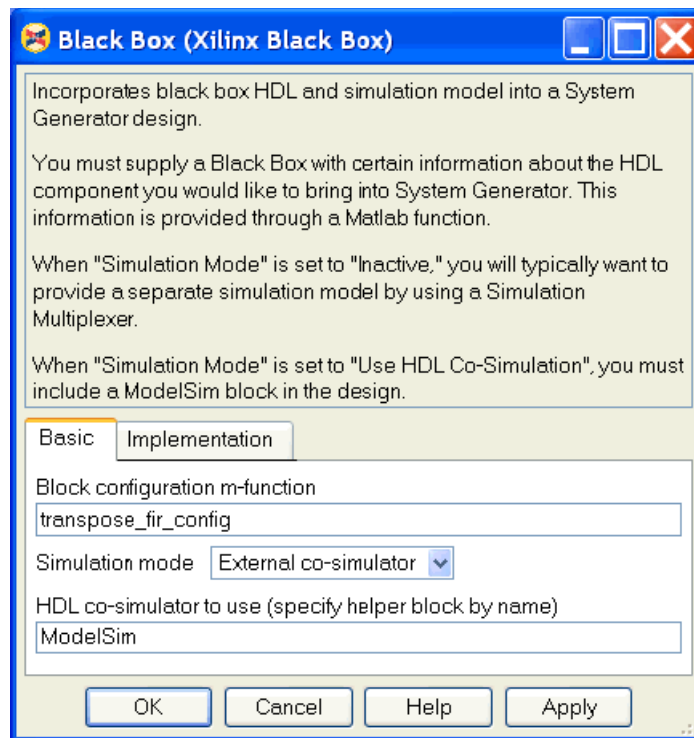 Black Box (Xilinx Black Box)
Incorporates black box HDL and simulation model into a System
Generator design.
You must supply a Black Box with certain information about the HDL
component you would like to bring into System Generator. This
information is provided through a Matlab function.
When "Simulation Mode" is set to "Inactive," you will typically want to
provide a separate simulation model by using a Simulation
Multiplexer.
When "Simulation Mode" is set to "Use HDL Co-Simulation", you must
include a ModelSim block in the design.
Basic Implementation
Block configuration m-function
transpose_fir_config
Simulation mode External co-simulator
HDL co-simulator to use (specify helper block by name)
ModelSim
OK Cancel Help Apply